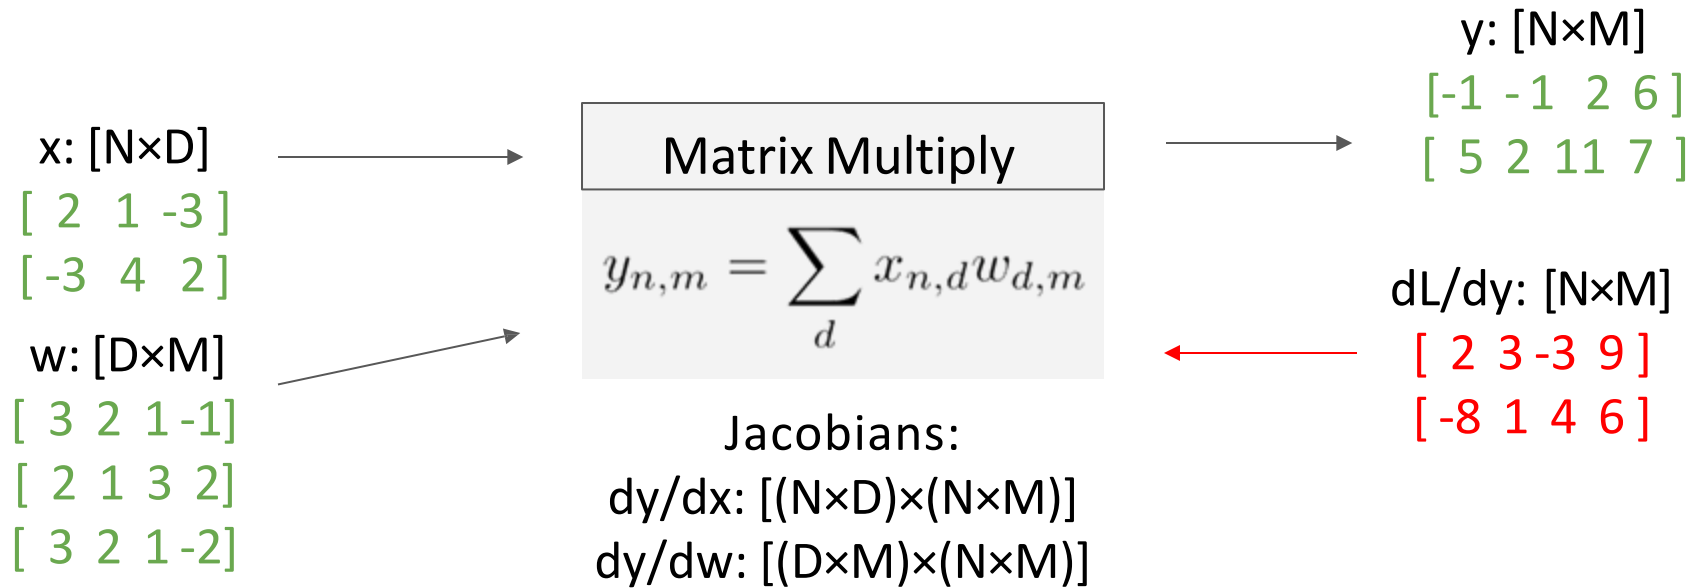 x: [N×D]
[ 2 1 -3 ]
[ -3 4 2 ]
w: [D×M]
[ 3 2 1 -1]
[ 2 1 3 2]
[ 3 2 1 -2]
Matrix Multiply
y_{n,m} = \sum_{d} x_{n,d} w_{d,m}
Jacobians:
dy/dx: [(N×D)×(N×M)]
dy/dw: [(D×M)×(N×M)]
y: [N×M]
[-1 - 1 2 6 ]
[ 5 2 11 7 ]
dL/dy: [N×M]
[ 2 3 -3 9 ]
[ -8 1 4 6 ]